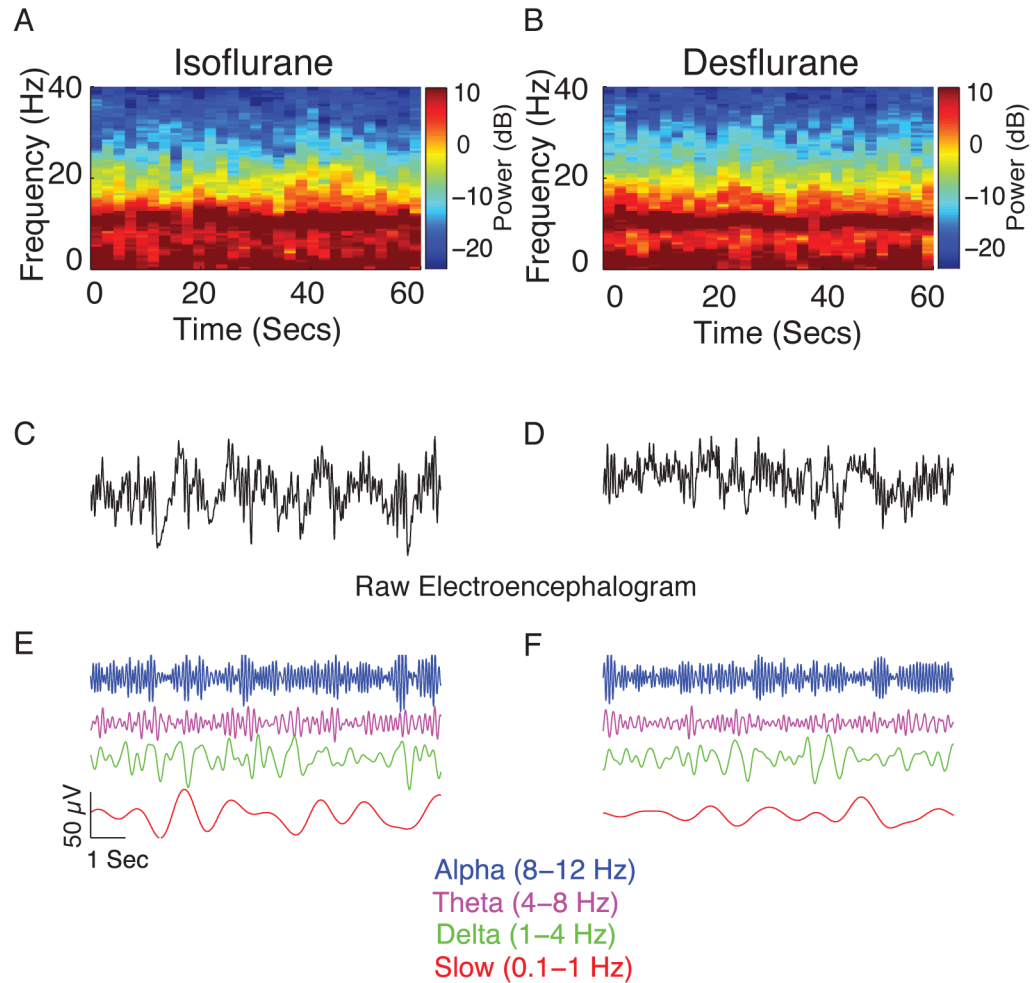 A
B
Isoflurane
Desflurane
Frequency (Hz)
40
20
0
0
20
40
60
Time (Secs)
10
0
−10
−20
Power (dB)
Frequency (Hz)
40
20
0
0
20
40
60
Time (Secs)
10
0
−10
−20
Power (dB)
C
D
Raw Electroencephalogram
E
F
50 µV
1 Sec
Alpha (8–12 Hz)
Theta (4–8 Hz)
Delta (1–4 Hz)
Slow (0.1–1 Hz)